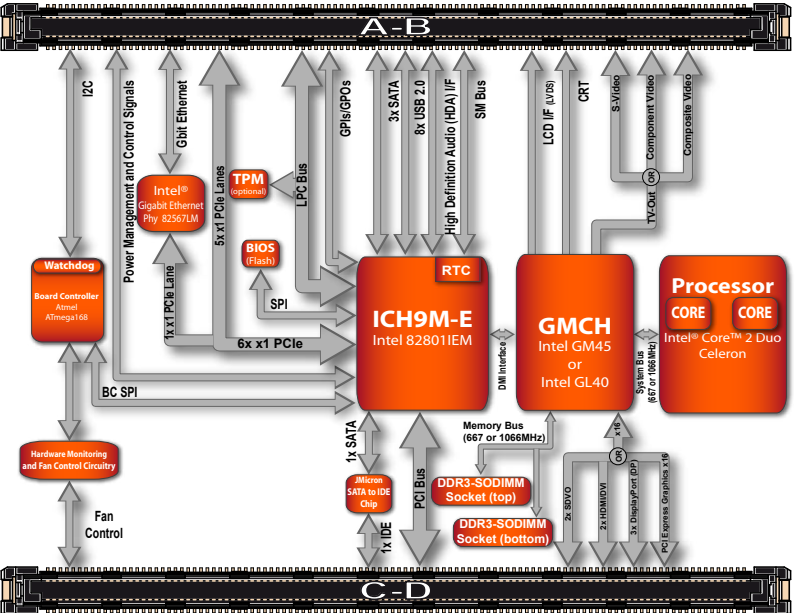 A-B
I2C
Power Management and Control Signals
Gbit Ethernet
5x x1 PCIe Lanes
LPC Bus
GPIs/GPOs
3x SATA
8x USB 2.0
High Definition Audio (HDA) I/F
SM Bus
LCD I/F (LVDS)
CRT
S-Video
Component Video
Composite Video
OR
TV-Out
Intel®
Gigabit Ethernet
Phy 82567LM
TPM
(optional)
BIOS
(Flash)
SPI
Watchdog
Board Controller
Atmel
ATmega168
1x x1 PCIe Lane
6x x1 PCIe
BC SPI
RTC
ICH9M-E
Intel 82801IEM
DMI Interface
GMCH
Intel GM45
or
Intel GL40
System Bus
(667 or 1066MHz)
Processor
CORE
CORE
Intel® Core™ 2 Duo
Celeron
Hardware Monitoring
and Fan Control Circuitry
Fan
Control
1x SATA
JMicron
SATA to IDE
Chip
1x IDE
PCI Bus
Memory Bus
(667 or 1066MHz)
DDR3-SODIMM
Socket (top)
DDR3-SODIMM
Socket (bottom)
x16
OR
2x SDVO
2x HDMI/DVI
3x DisplayPort (DP)
PCI Express Graphics x16
C-D